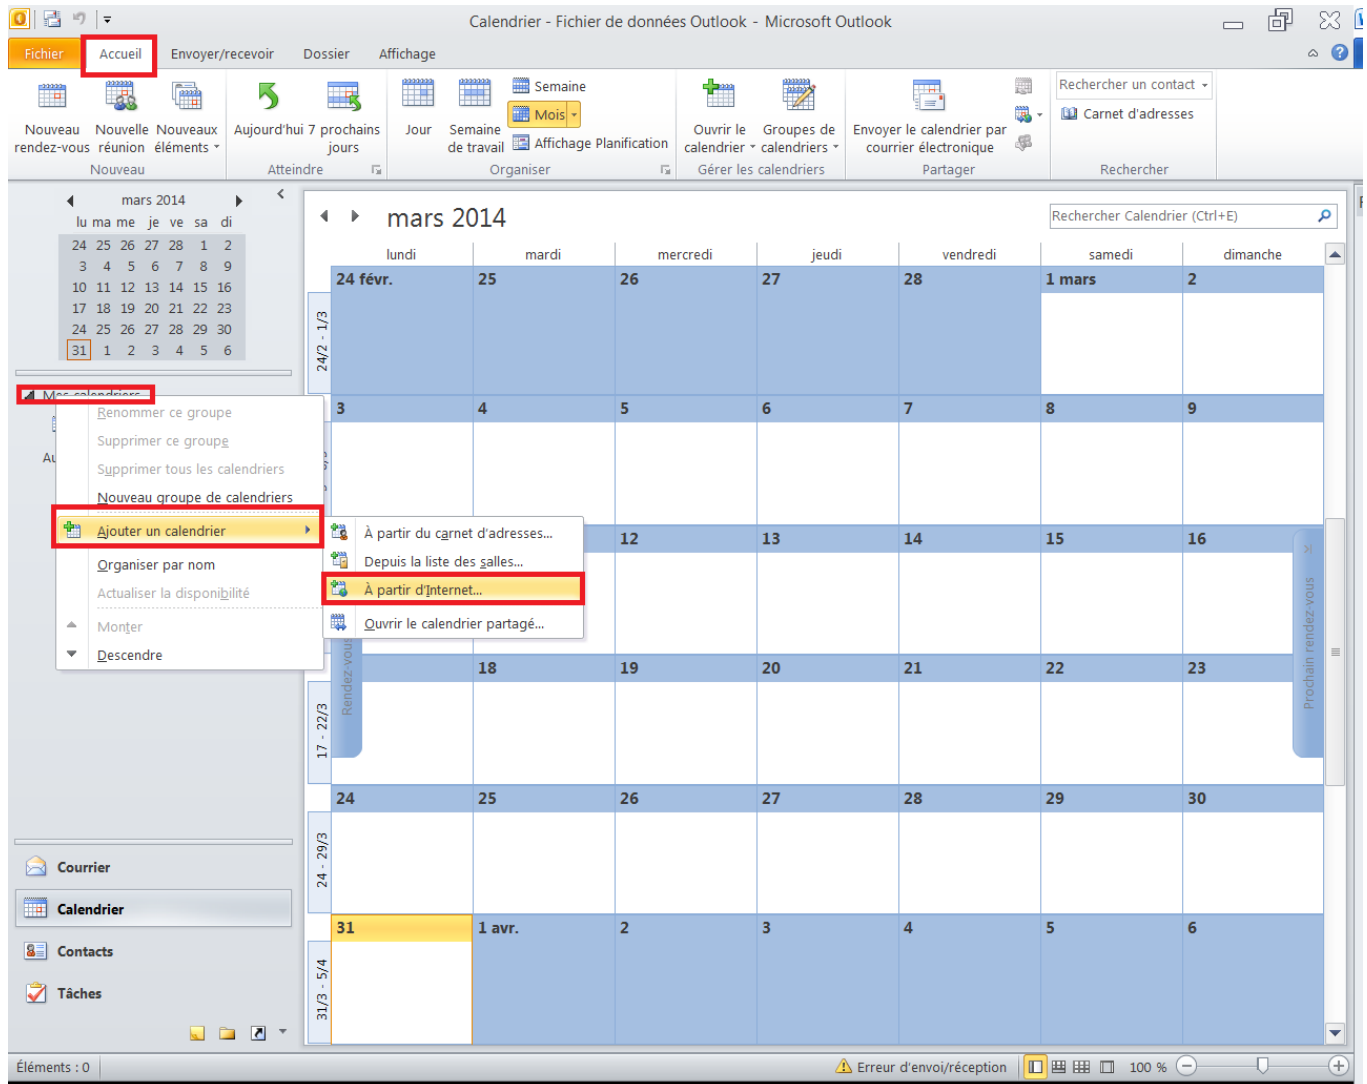 Calendrier - Fichier de données Outlook - Microsoft Outlook
Fichier Accueil Envoyer/recevoir Dossier Affichage
Nouveau rendez-vous
Nouvelle réunion
Nouveaux éléments
Nouveau
Aujourd'hui
7 prochains jours
Atteindre
Jour
Semaine de travail
Semaine
Mois
Affichage Planification
Organiser
Ouvrir le calendrier
Groupes de calendriers
Gérer les calendriers
Envoyer le calendrier par courrier électronique
Partager
Rechercher un contact
Carnet d'adresses
Rechercher
mars 2014
lu ma me je ve sa di
24 25 26 27 28 1 2
3 4 5 6 7 8 9
10 11 12 13 14 15 16
17 18 19 20 21 22 23
24 25 26 27 28 29 30
31 1 2 3 4 5 6
Mes calendriers
Au
Renommer ce groupe
Supprimer ce groupe
Supprimer tous les calendriers
Nouveau groupe de calendriers
Ajouter un calendrier
Organiser par nom
Actualiser la disponibilité
Monter
Descendre
À partir du carnet d'adresses...
Depuis la liste des salles...
À partir d'Internet...
Ouvrir le calendrier partagé...
Courrier
Calendrier
Contacts
Tâches
mars 2014
Rechercher Calendrier (Ctrl+E)
lundi mardi mercredi jeudi vendredi samedi dimanche
24/2 - 1/3
24 févr. 25 26 27 28 1 mars 2
3 4 5 6 7 8 9
12 13 14 15 16
17 - 22/3
18 19 20 21 22 23
24 - 29/3
24 25 26 27 28 29 30
31/3 - 5/4
31 1 avr. 2 3 4 5 6
Rendez-vous
Prochain rendez-vous
Éléments : 0
Erreur d'envoi/réception
100 %